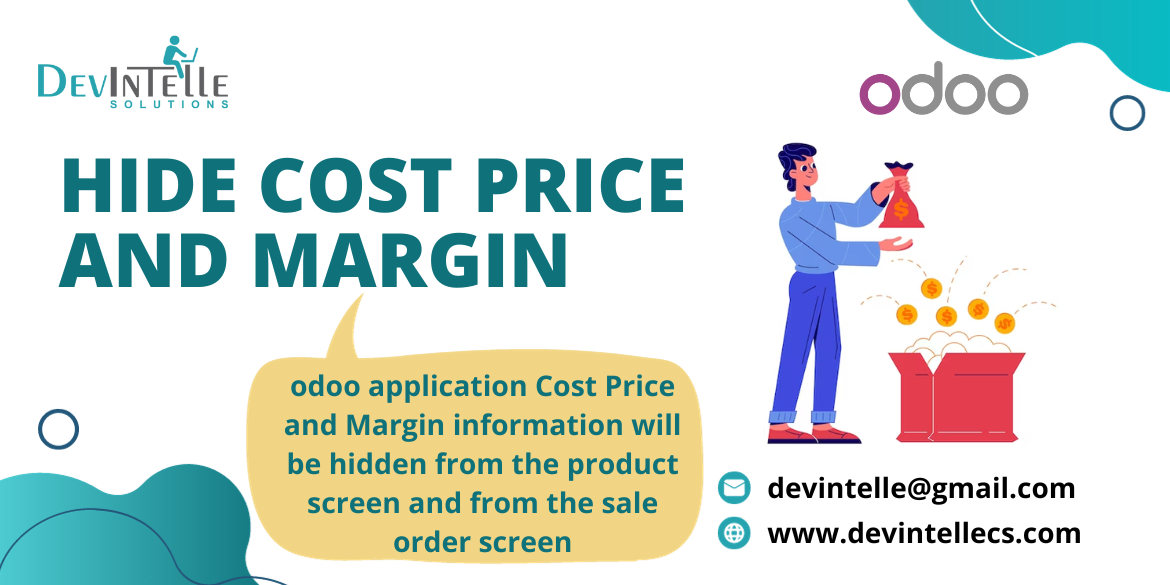 DEVINTELLE
SOLUTIONS
odoo
HIDE COST PRICE
AND MARGIN
odoo application Cost Price
and Margin information will
be hidden from the product
screen and from the sale
order screen
$
$
$
$
$
$
devintelle@gmail.com
www.devintellecs.com